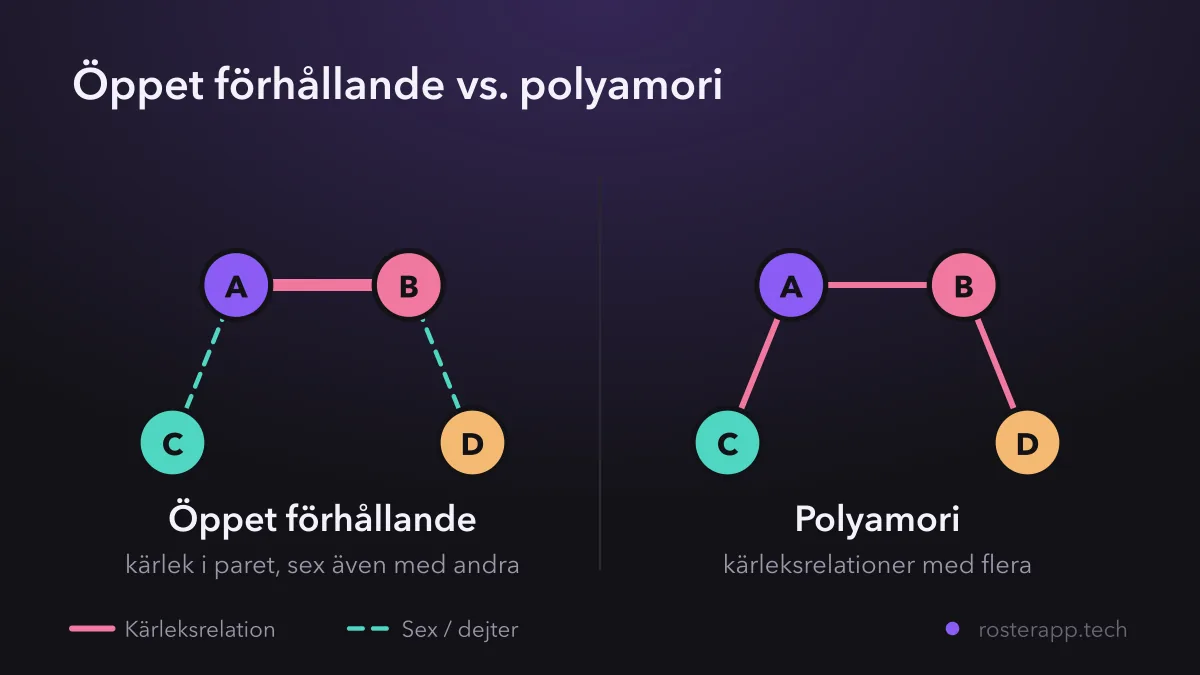 Öppet förhållande vs. polyamori
A
B
C
D
Öppet förhållande
kärlek i paret, sex även med andra
A
B
C
D
Polyamori
kärleksrelationer med flera
Kärleksrelation
Sex / dejter
rosterapp.tech